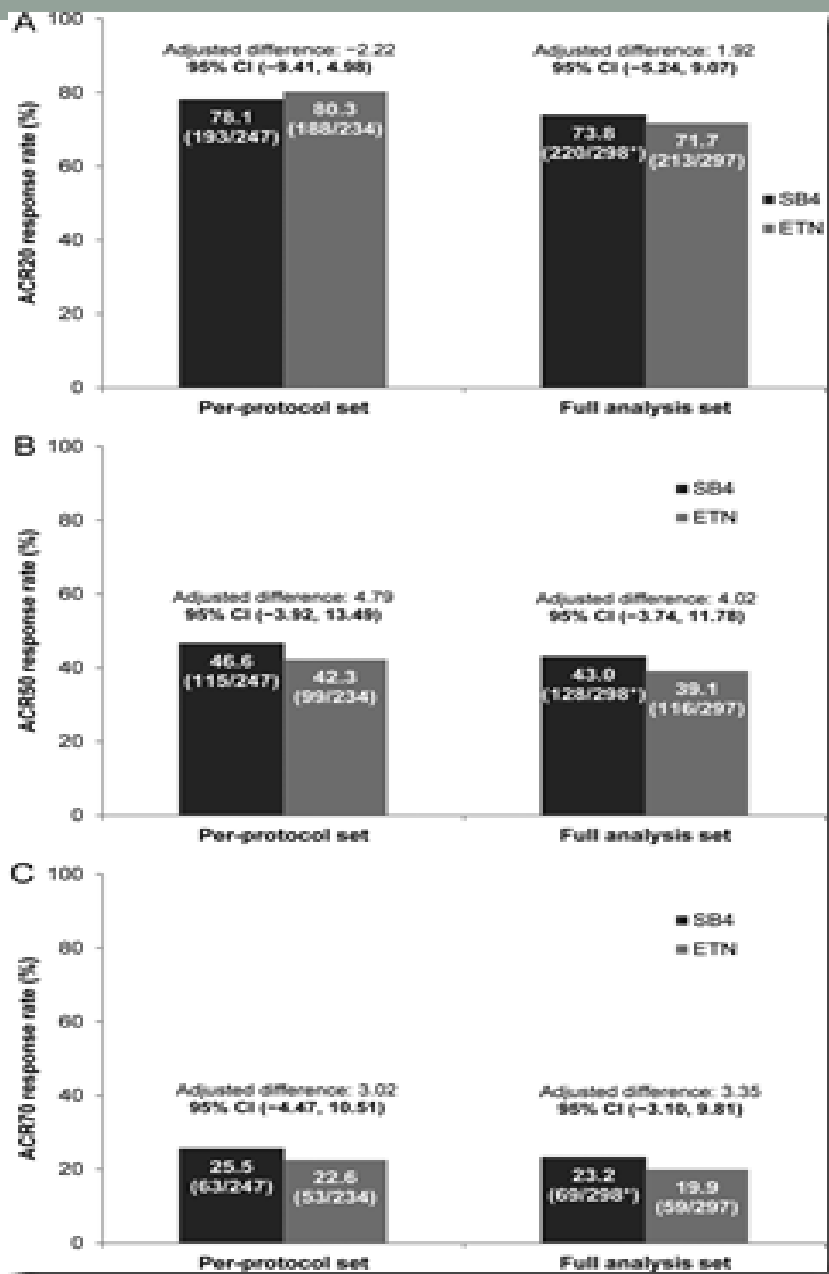 A
ACR20 response rate (%)
100
80
60
40
20
0
Adjusted difference: −2.22
95% CI (−9.41, 4.98)
78.1
(193/247)
80.3
(188/234)
Per-protocol set
Adjusted difference: 1.92
95% CI (−5.24, 9.07)
73.8
(220/298*)
71.7
(213/297)
Full analysis set
SB4
ETN
B
ACR50 response rate (%)
100
80
60
40
20
0
Adjusted difference: 4.79
95% CI (−3.92, 13.49)
46.6
(115/247)
42.3
(99/234)
Per-protocol set
SB4
ETN
Adjusted difference: 4.02
95% CI (−3.74, 11.78)
43.0
(128/298*)
39.1
(116/297)
Full analysis set
C
ACR70 response rate (%)
100
80
60
40
20
0
Adjusted difference: 3.02
95% CI (−4.47, 10.51)
25.5
(63/247)
22.6
(53/234)
Per-protocol set
SB4
ETN
Adjusted difference: 3.35
95% CI (−3.10, 9.81)
23.2
(69/298*)
19.9
(59/297)
Full analysis set